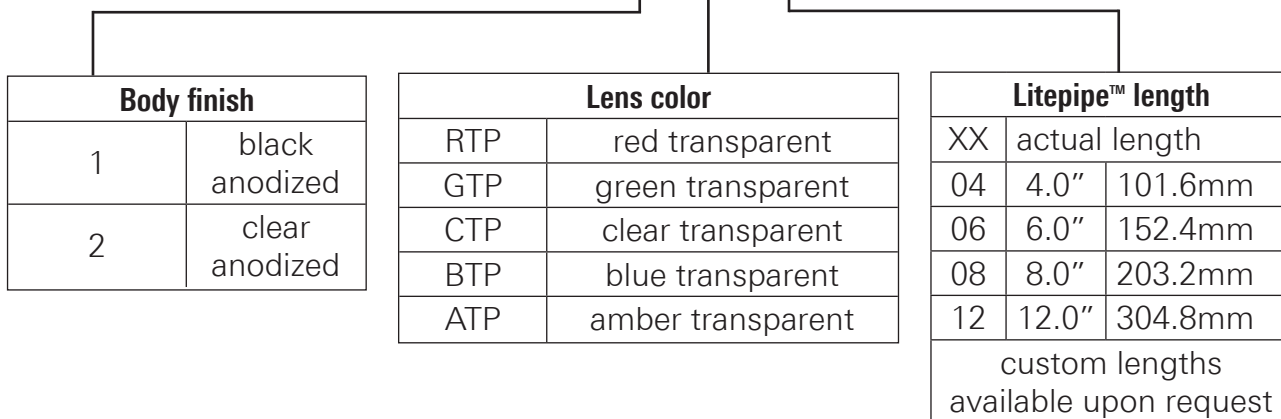 Body finish
1 black
anodized
2 clear
anodized
Lens color
RTP red transparent
GTP green transparent
CTP clear transparent
BTP blue transparent
ATP amber transparent
Litepipe™ length
XX actual length
04 4.0” 101.6mm
06 6.0” 152.4mm
08 8.0” 203.2mm
12 12.0” 304.8mm
custom lengths
available upon request